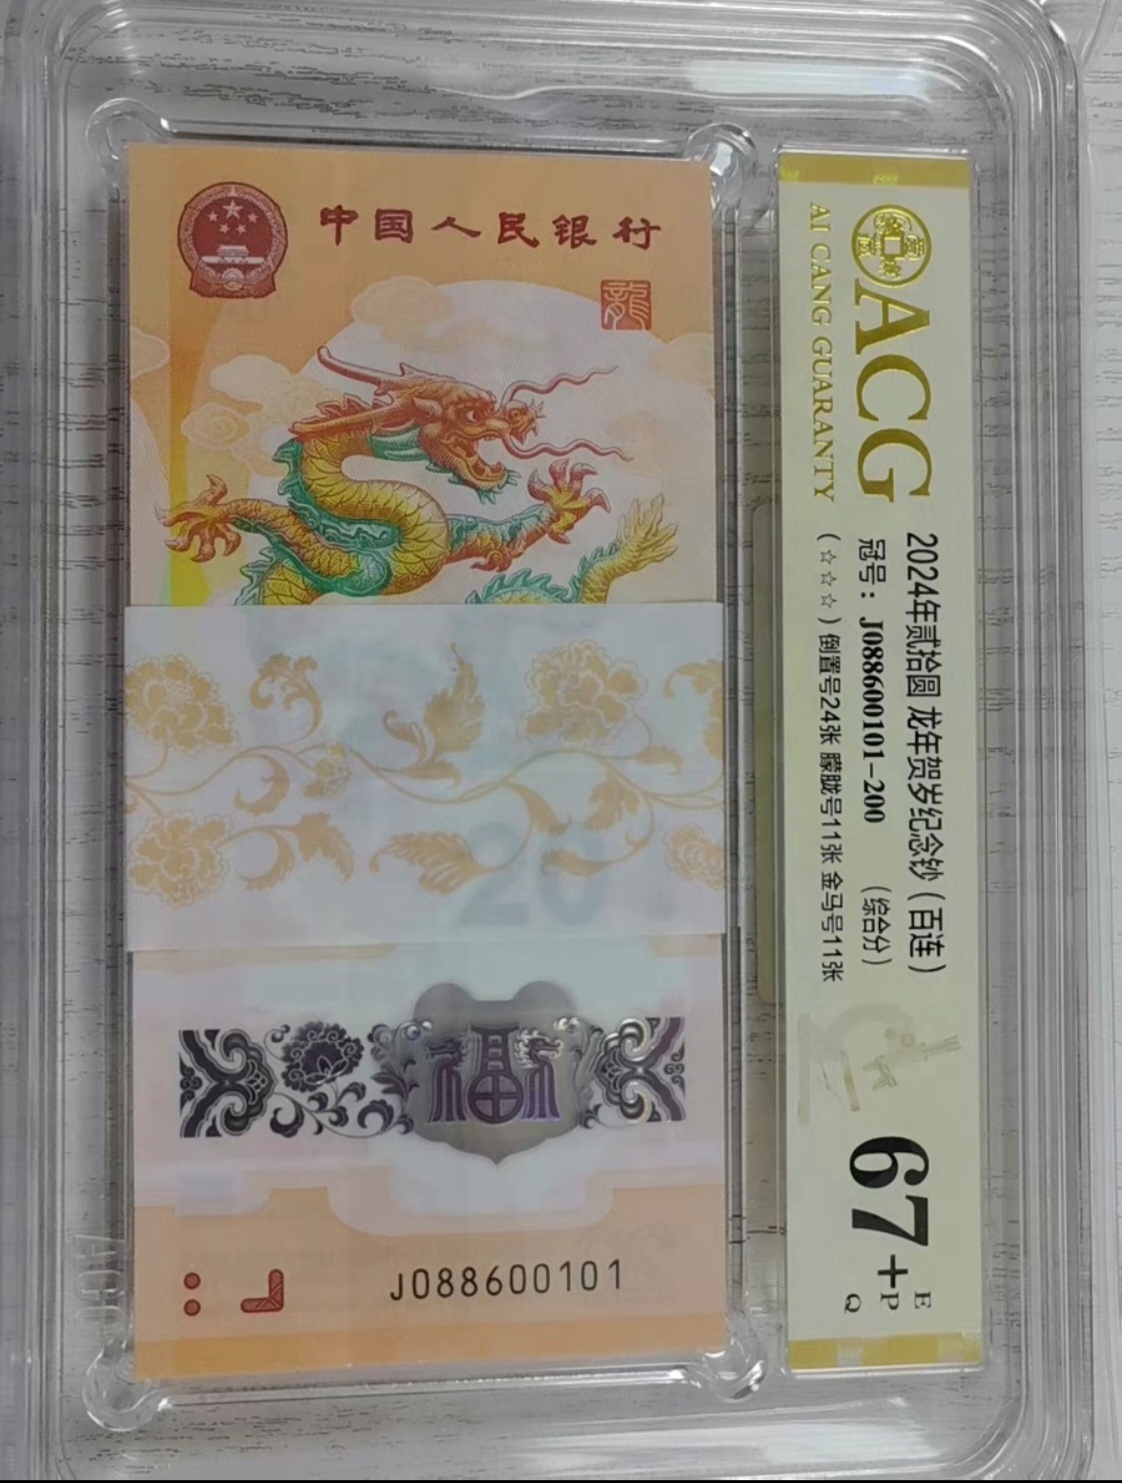 中国人民银行
龍
20
福
J088600101
ACG
AI CANG GUARANTY
2024年贰拾圆 龙年贺岁纪念钞（百连）
冠号：J088600101-200 （综合分）
（☆☆☆）倒置号24张 朦胧号11张 金马号11张
67+
E
P
Q